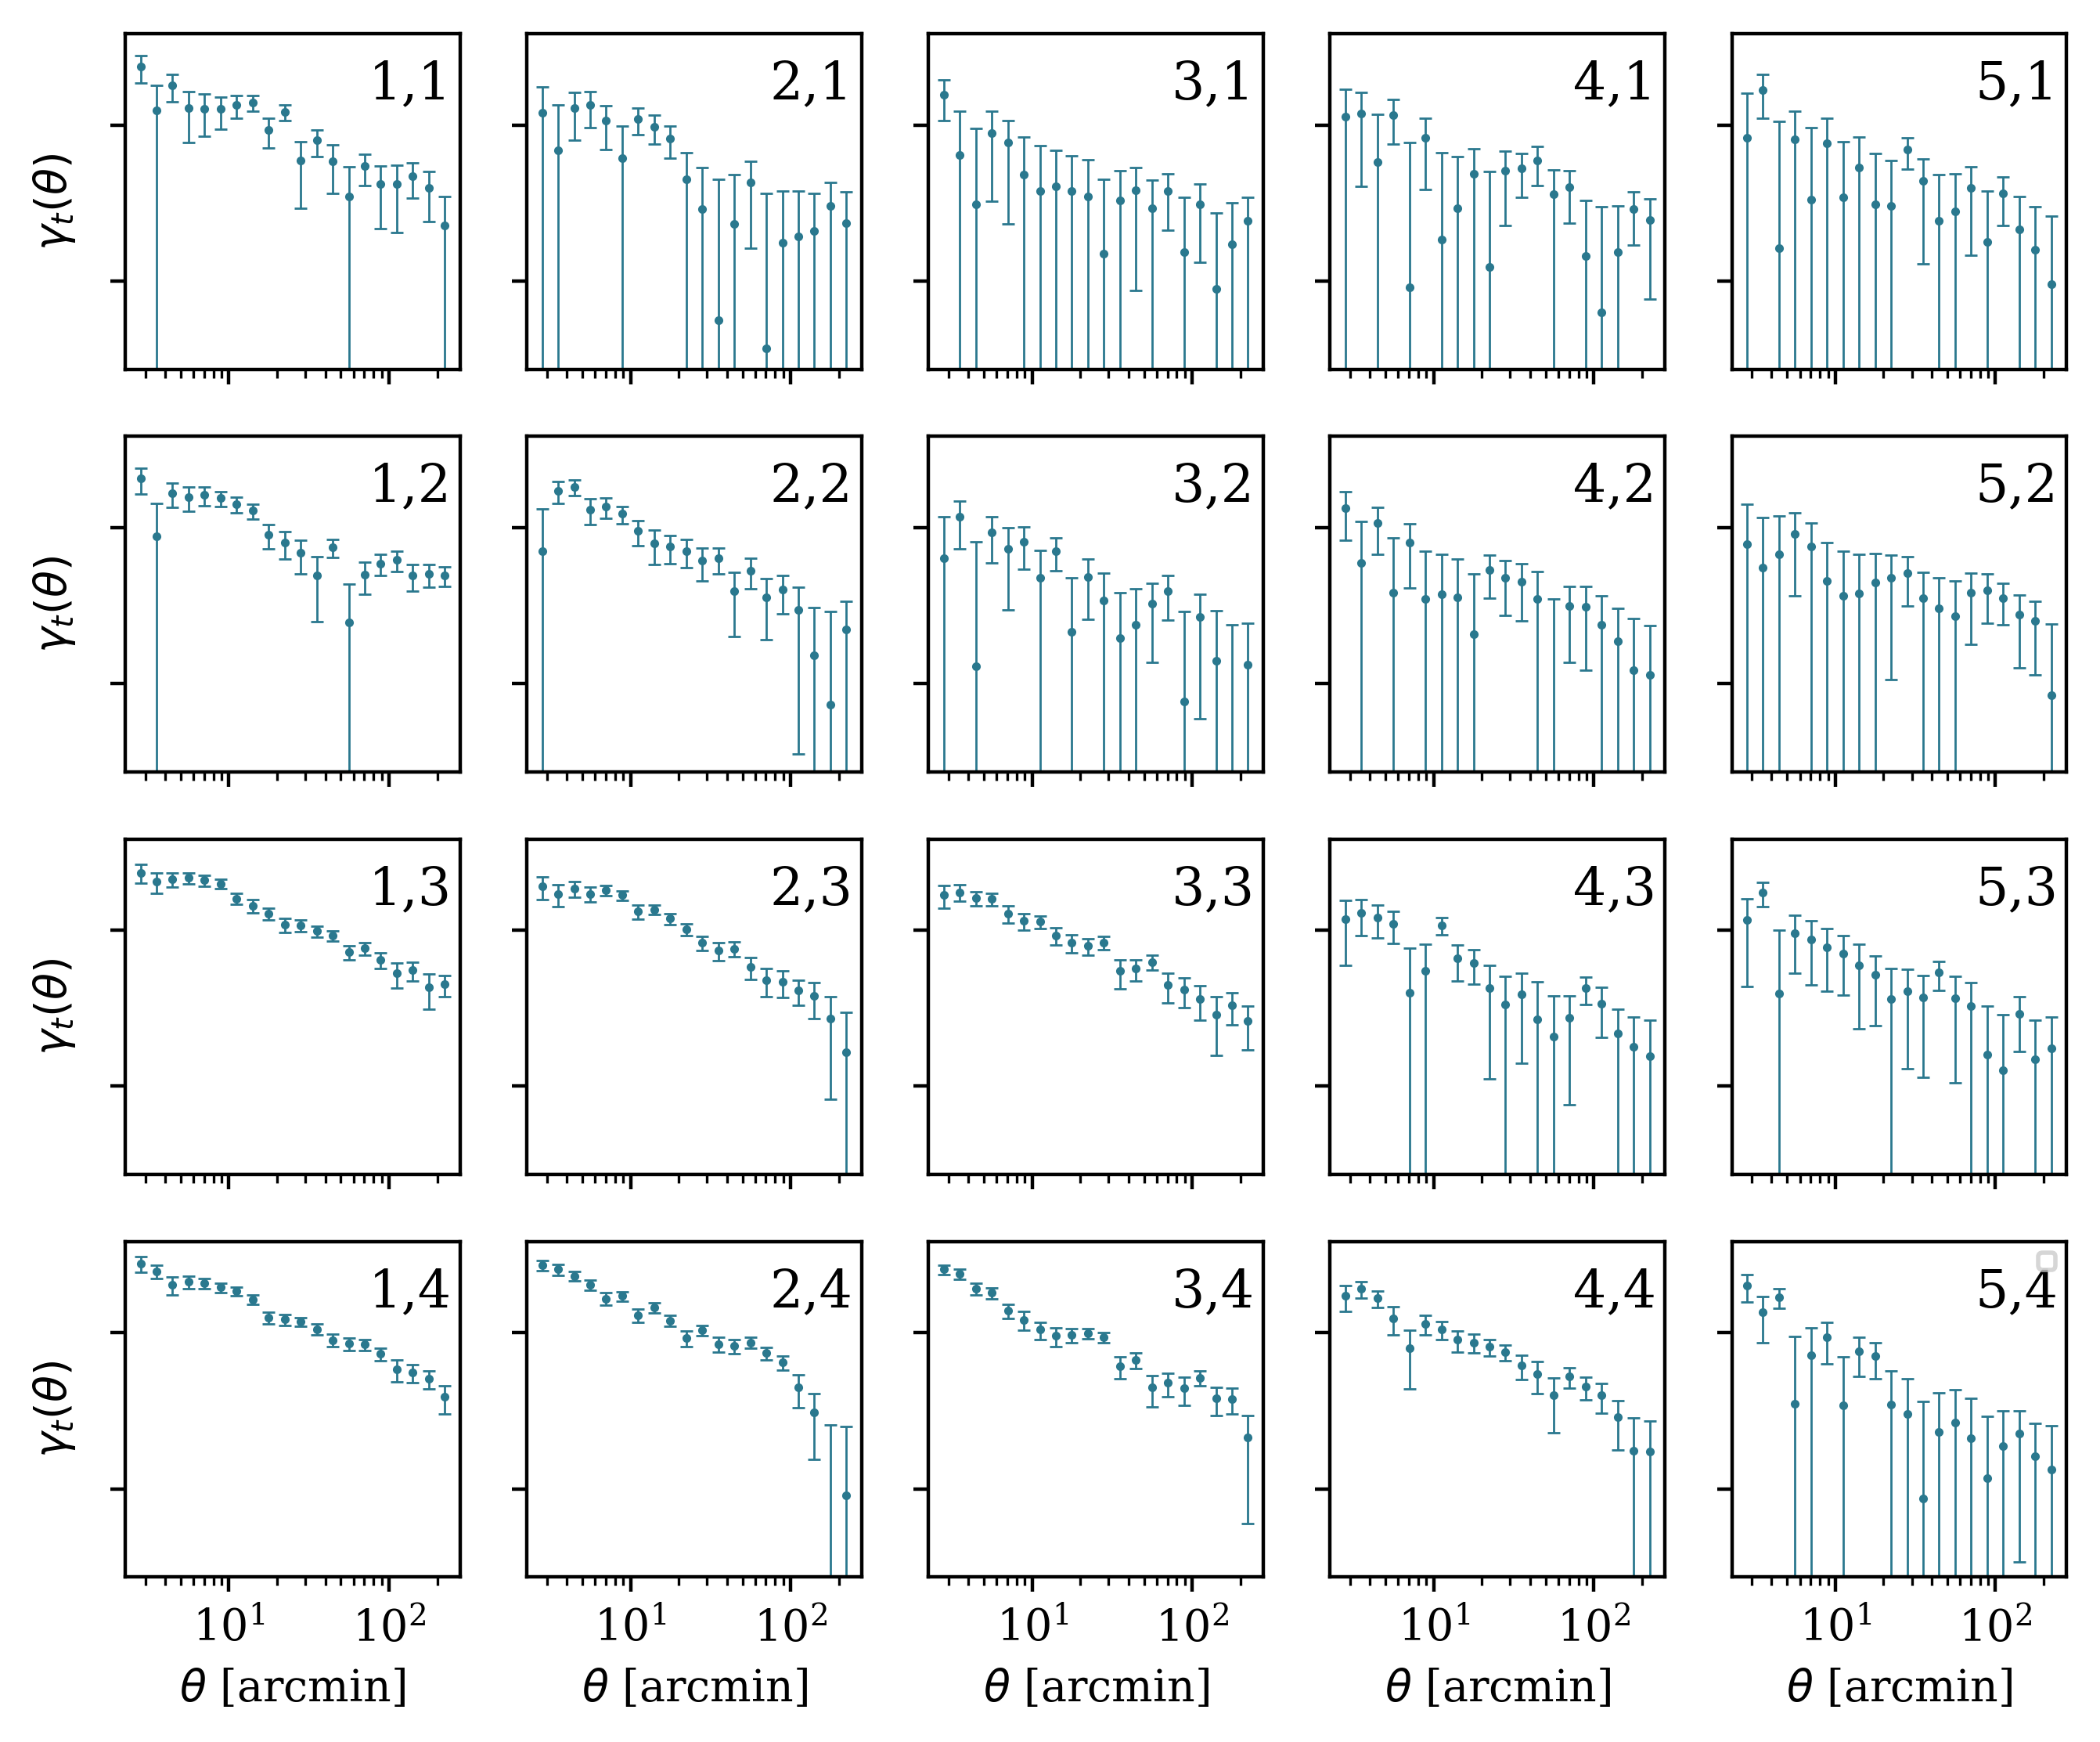 γt(θ) 1,1 2,1 3,1 4,1 5,1
γt(θ) 1,2 2,2 3,2 4,2 5,2
γt(θ) 1,3 2,3 3,3 4,3 5,3
γt(θ) 1,4 2,4 3,4 4,4 5,4
10¹ 10² 10¹ 10² 10¹ 10² 10¹ 10² 10¹ 10²
θ [arcmin] θ [arcmin] θ [arcmin] θ [arcmin] θ [arcmin]